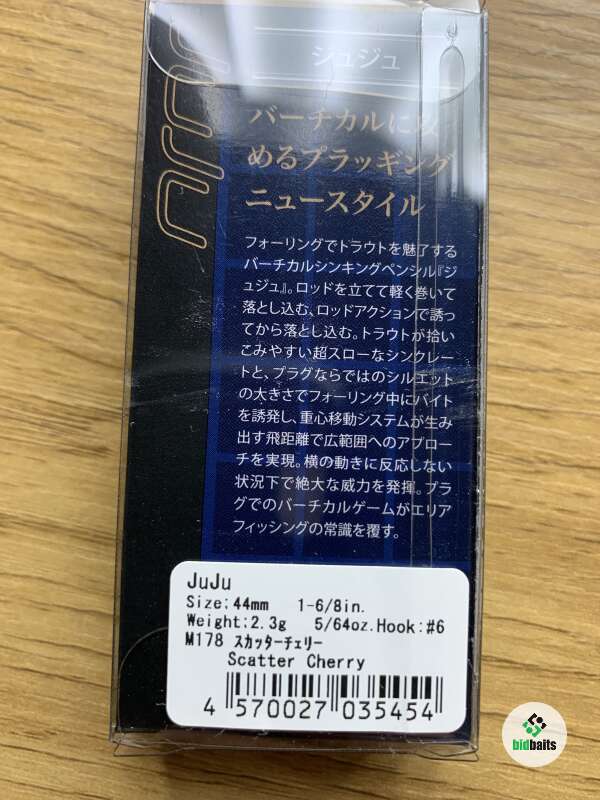 JUJU
ジュジュ
バーチカルに攻
めるプラッギング
ニュースタイル
フォーリングでトラウトを魅了する
バーチカルシンキングペンシル『ジ
ュジュ』。ロッドを立てて軽く巻いて
落とし込む、ロッドアクションで誘っ
てから落とし込む。トラウトが拾い
こみやすい超スローなシンクレー
トと、プラグならではのシルエット
の大きさでフォーリング中にバイト
を誘発し、重心移動システムが生み
出す飛距離で広範囲へのアプロー
チを実現。横の動きに反応しない
状況下で絶大な威力を発揮。プラ
グでのバーチカルゲームがエリア
フィッシングの常識を覆す。
JuJu
Size:44mm 1-6/8in.
Weight:2.3g 5/64oz.Hook:#6
M178 ｽｶｯﾀｰﾁｪﾘｰ
Scatter Cherry
4 570027 035454
bidbaits